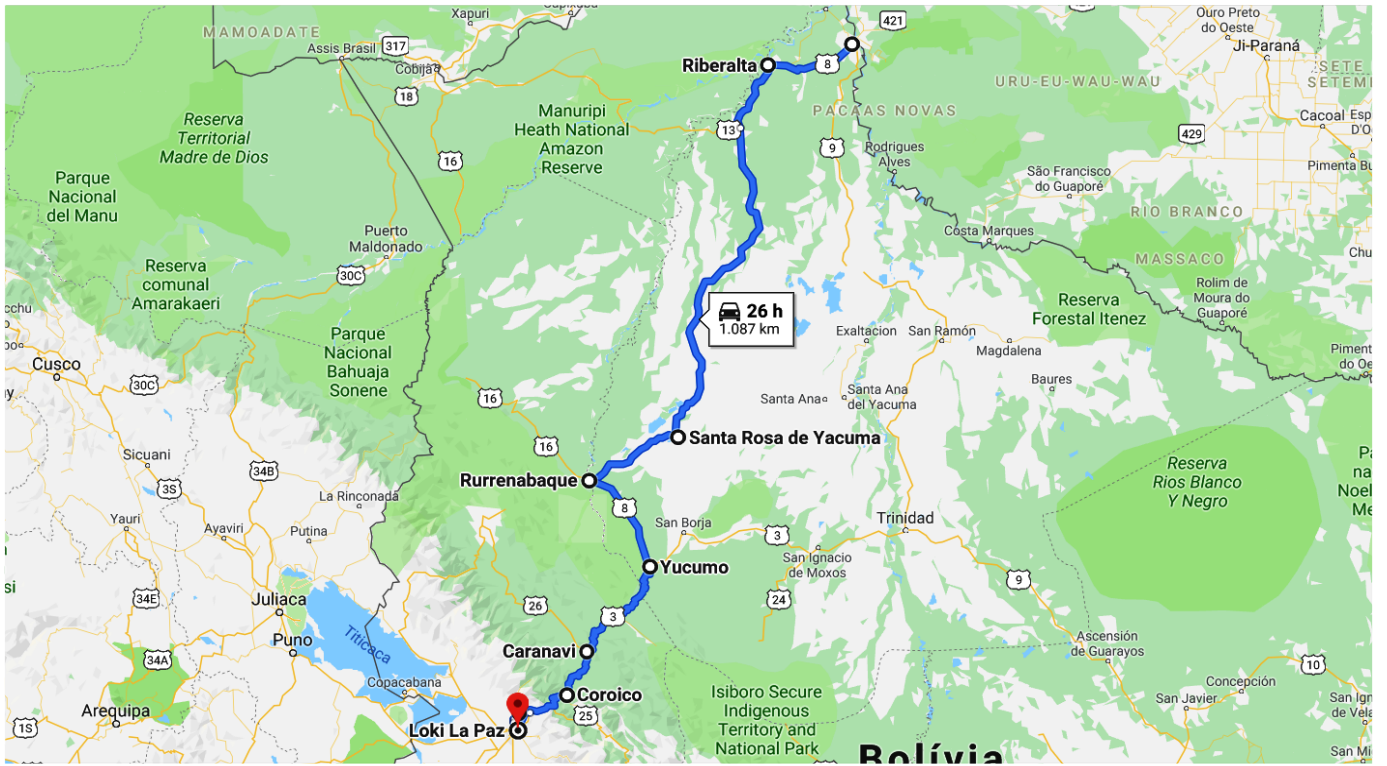 Xapuri
421
Ouro Preto
do Oeste
MAMOADATE
317
Assis Brasil
Ji-Paraná
Cobija
Riberalta
8
SETE
URU-EU-WAU-WAU
18
Manuripi
Heath National
Amazon
Reserve
PACAAS NOVAS
Reserva
Territorial
Madre de Dios
13
Cacoal
429
9
Rodrigues
Alves
16
Pimenta
São Francisco
do Guaporé
Parque
Nacional
del Manu
RIO BRANCO
Puerto
Maldonado
Costa Marques
MASSACO
Reserva
comunal
Amarakaeri
30C
Rolim de
Moura do
Guaporé
Reserva
Forestal Itenez
26 h
1.087 km
Parque
Nacional
Bahuaja
Sonene
Exaltacion
San Ramón
Magdalena
Cusco
30C
Baures
16
Santa Ana
Santa Ana
del Yacuma
Santa Rosa de Yacuma
16
Sicuani
34B
Rurrenabaque
Reserva
Rios Blanco
Y Negro
3S
La Rinconada
8
Yauri
Ayaviri
Putina
San Borja
3
Trinidad
San Ignacio
de Moxos
Yucumo
9
34E
Juliaca
26
24
3
Puno
Titicaca
Caranavi
Ascensión
de Guarayos
34A
10
Copacabana
Coroico
Isiboro Secure
Indigenous
Territory and
National Park
Concepción
San Javier
Arequipa
25
1S
Loki La Paz
Bolívia